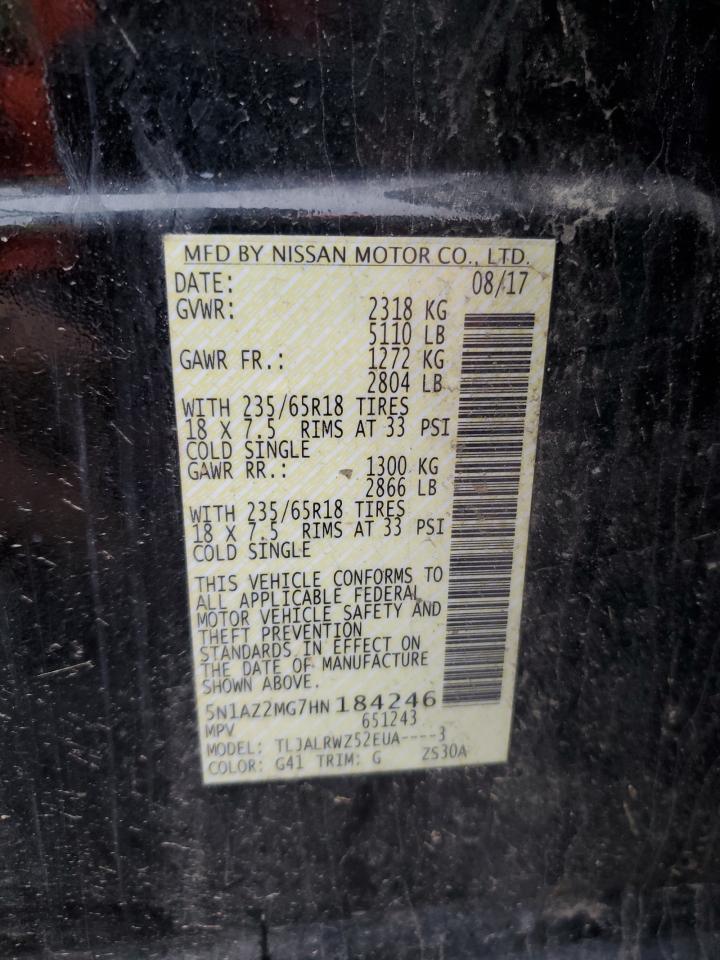 MFD BY NISSAN MOTOR CO., LTD.
DATE: 08/17
GVWR: 2318 KG
5110 LB
GAWR FR.: 1272 KG
2804 LB
WITH 235/65R18 TIRES
18 X 7.5 RIMS AT 33 PSI
COLD SINGLE
GAWR RR.: 1300 KG
2866 LB
WITH 235/65R18 TIRES
18 X 7.5 RIMS AT 33 PSI
COLD SINGLE
THIS VEHICLE CONFORMS TO
ALL APPLICABLE FEDERAL
MOTOR VEHICLE SAFETY AND
THEFT PREVENTION
STANDARDS IN EFFECT ON
THE DATE OF MANUFACTURE
SHOWN ABOVE.
5N1AZ2MG7HN184246
MPV 651243
MODEL: TLJALRWZ52EUA----3
COLOR: G41 TRIM: G ZS30A